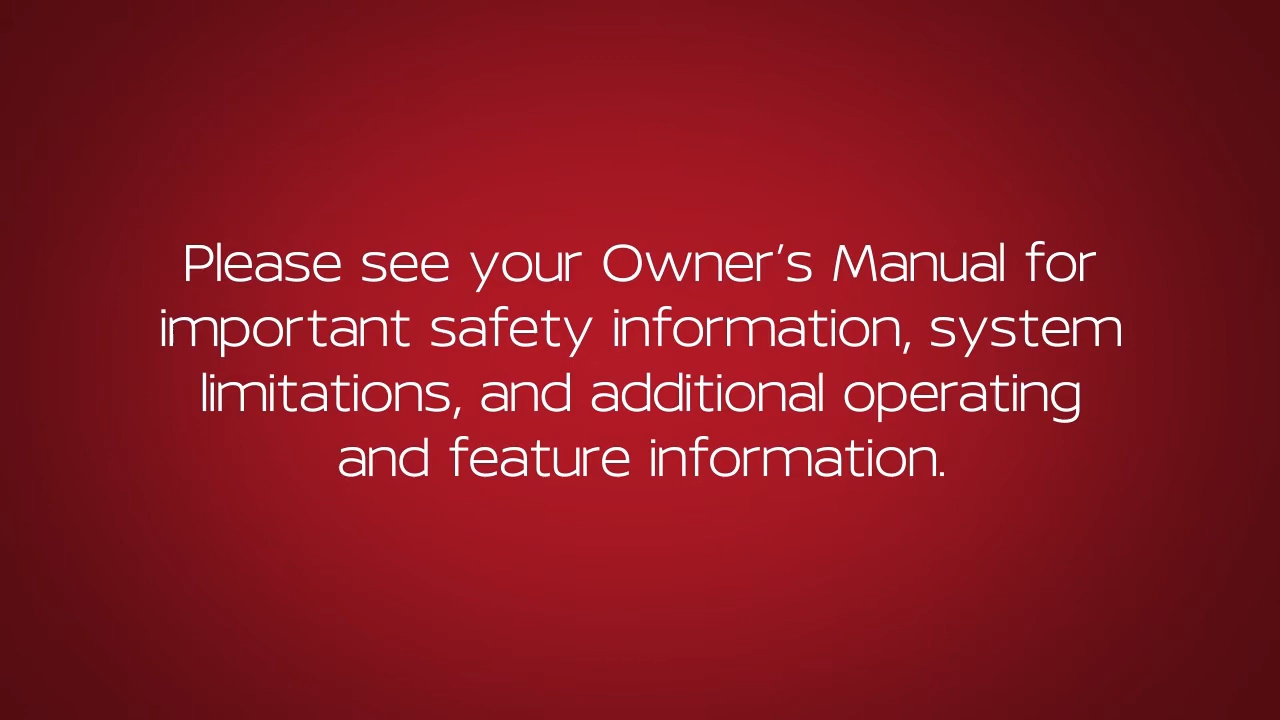 Please see your Owner’s Manual for
important safety information, system
limitations, and additional operating
and feature information.